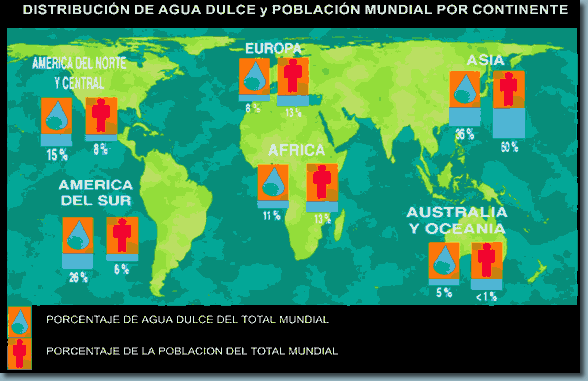 DISTRIBUCIÓN DE AGUA DULCE y POBLACIÓN MUNDIAL POR CONTINENTE
EUROPA
8 %
13 %
AMERICA DEL NORTE
Y CENTRAL
15 %
8 %
ASIA
36 %
60 %
AFRICA
11 %
13 %
AMERICA
DEL SUR
26 %
6 %
AUSTRALIA
Y OCEANIA
5 %
<1 %
PORCENTAJE DE AGUA DULCE DEL TOTAL MUNDIAL
PORCENTAJE DE LA POBLACION DEL TOTAL MUNDIAL